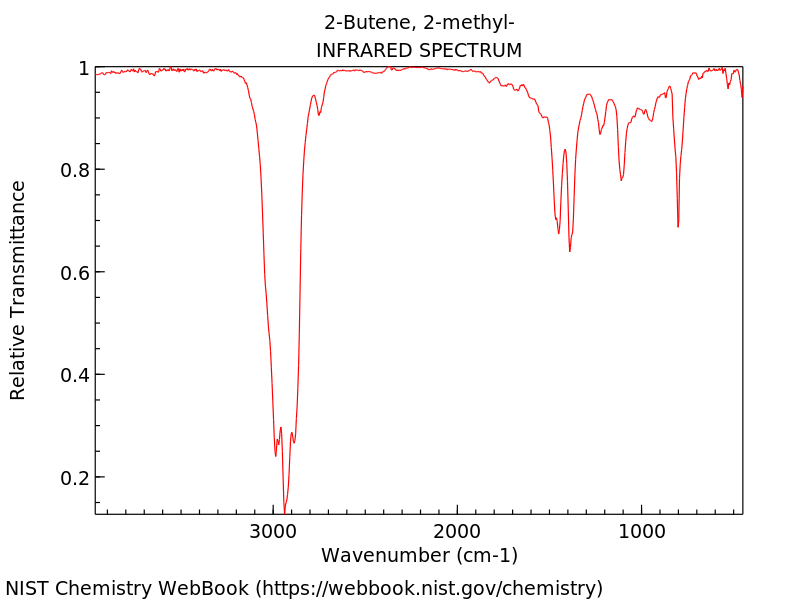 2-Butene, 2-methyl-
INFRARED SPECTRUM
1
0.8
0.6
0.4
0.2
Relative Transmittance
3000 2000 1000
Wavenumber (cm-1)
NIST Chemistry WebBook (https://webbook.nist.gov/chemistry)